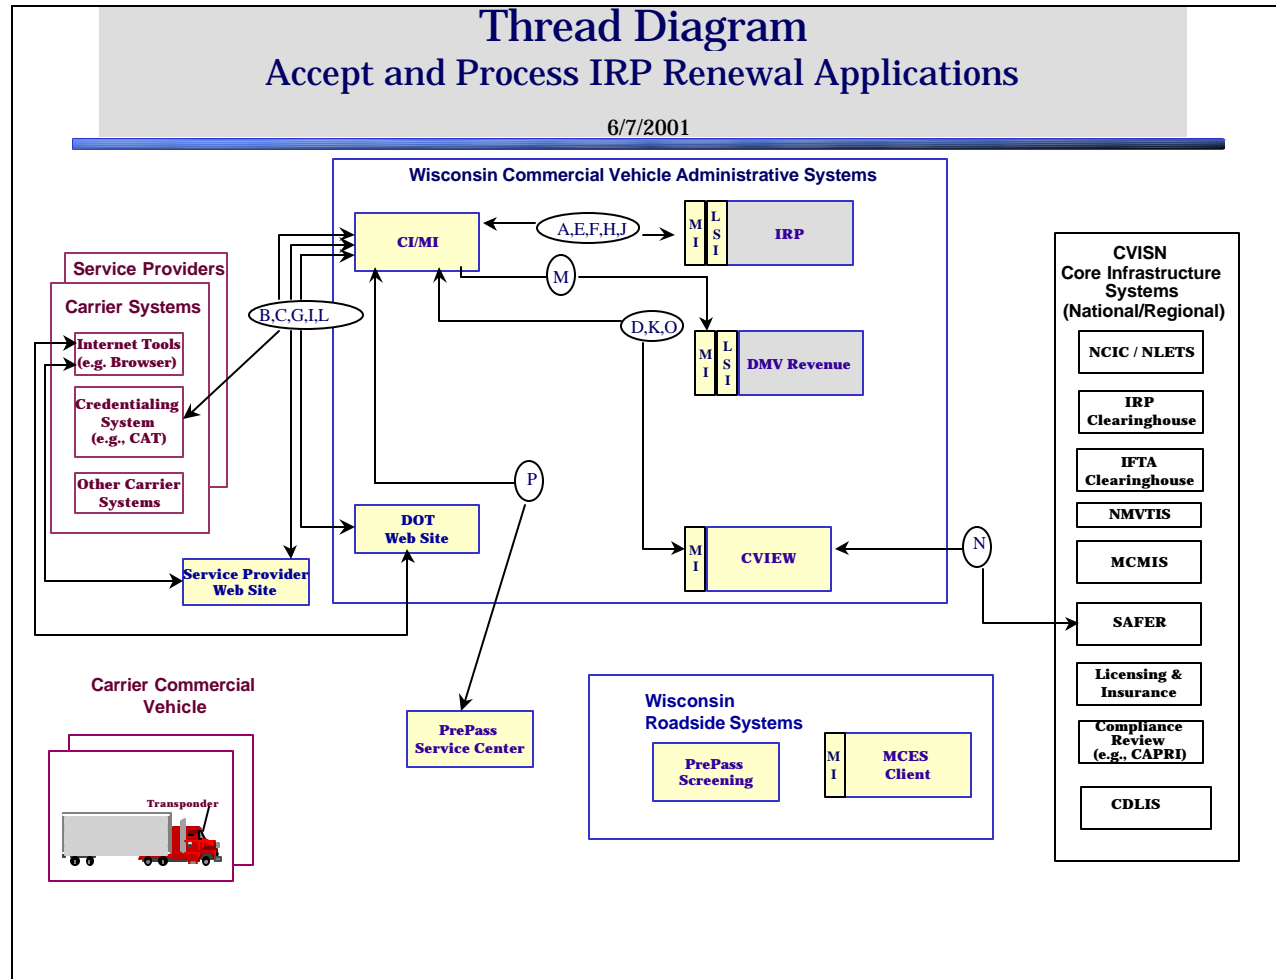 Thread Diagram
Accept and Process IRP Renewal Applications
6/7/2001
Wisconsin Commercial Vehicle Administrative Systems
CI/MI
A,E,F,H,J
M
I
L
S
I
IRP
M
D,K,O
M
I
L
S
I
DMV Revenue
Service Providers
Carrier Systems
B,C,G,I,L
Internet Tools
(e.g. Browser)
Credentialing
System
(e.g., CAT)
Other Carrier
Systems
P
DOT
Web Site
M
I
CVIEW
N
Service Provider
Web Site
CVISN
Core Infrastructure
Systems
(National/Regional)
NCIC / NLETS
IRP
Clearinghouse
IFTA
Clearinghouse
NMVTIS
MCMIS
SAFER
Licensing &
Insurance
Compliance
Review
(e.g., CAPRI)
CDLIS
Carrier Commercial
Vehicle
Transponder
PrePass
Service Center
Wisconsin
Roadside Systems
PrePass
Screening
M
I
MCES
Client